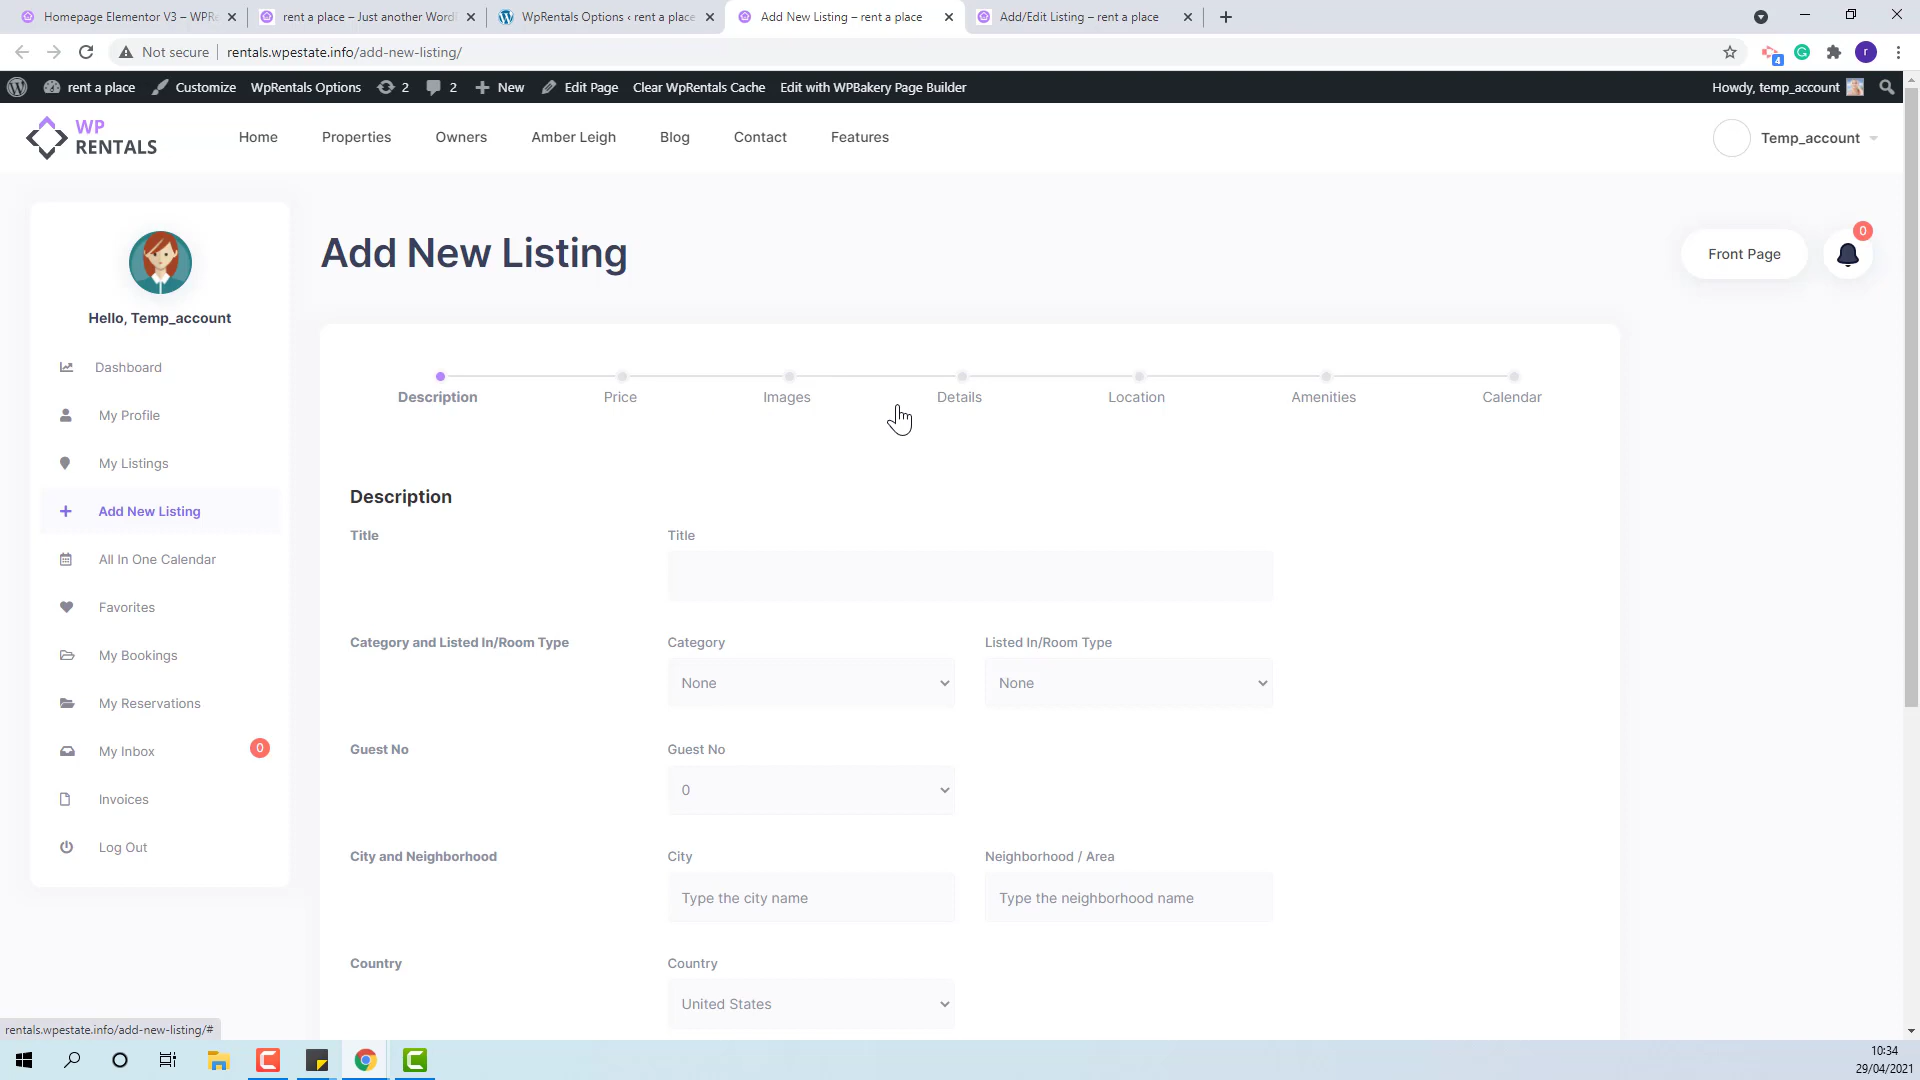 Homepage Elementor V3 – WPRe
rent a place – Just another WordP
WpRentals Options ‹ rent a place
Add New Listing – rent a place
Add/Edit Listing – rent a place
Not secure
rentals.wpestate.info/add-new-listing/
4
r
rent a place
Customize
WpRentals Options
2
2
New
Edit Page
Clear WpRentals Cache
Edit with WPBakery Page Builder
Howdy, temp_account
WP
RENTALS
Home
Properties
Owners
Amber Leigh
Blog
Contact
Features
Temp_account
Hello, Temp_account
Dashboard
My Profile
My Listings
Add New Listing
All In One Calendar
Favorites
My Bookings
My Reservations
My Inbox
0
Invoices
Log Out
Add New Listing
Front Page
0
Description
Price
Images
Details
Location
Amenities
Calendar
Description
Title
Title
Category and Listed In/Room Type
Category
Listed In/Room Type
None
None
Guest No
Guest No
0
City and Neighborhood
City
Neighborhood / Area
Type the city name
Type the neighborhood name
Country
Country
United States
rentals.wpestate.info/add-new-listing/#
10:34
29/04/2021